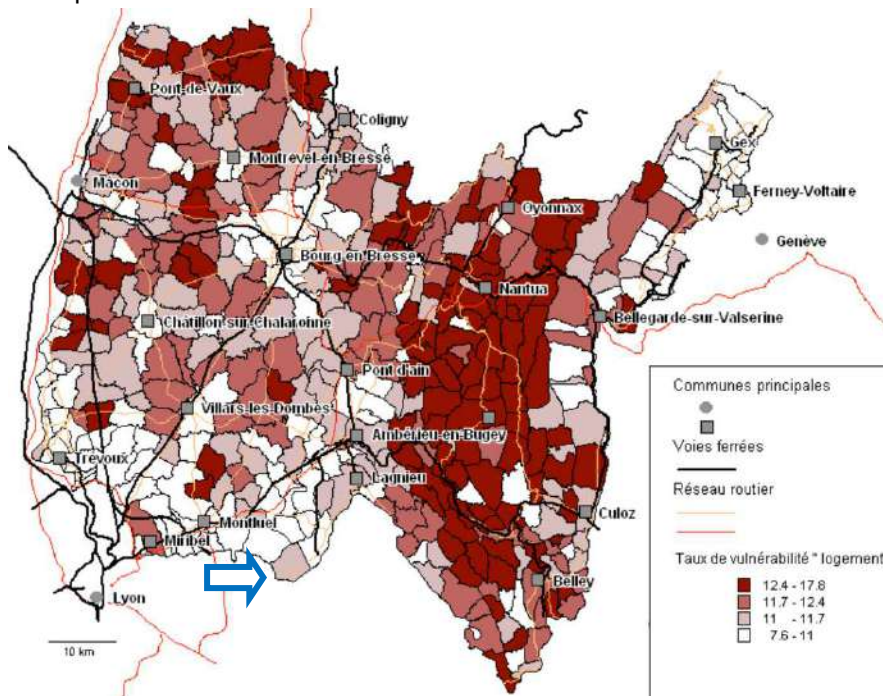 Pont-de-Vaux
Coligny
Montrevel-en-Bresse
Gex
Mâcon
Ferney-Voltaire
Oyonnax
Genève
Bourg en Bresse
Nantua
Châtillon sur Chalaronne
Bellegarde-sur-Valserine
Pont d'ain
Villars-les-Dombes
Ambérieu-en-Bugey
Trévoux
Lagnieu
Culoz
Montluel
Miribel
Belley
Lyon
10 km
Communes principales
Voies ferrées
Réseau routier
Taux de vulnérabilité " logement
12.4 - 17.8
11.7 - 12.4
11 - 11.7
7.6 - 11